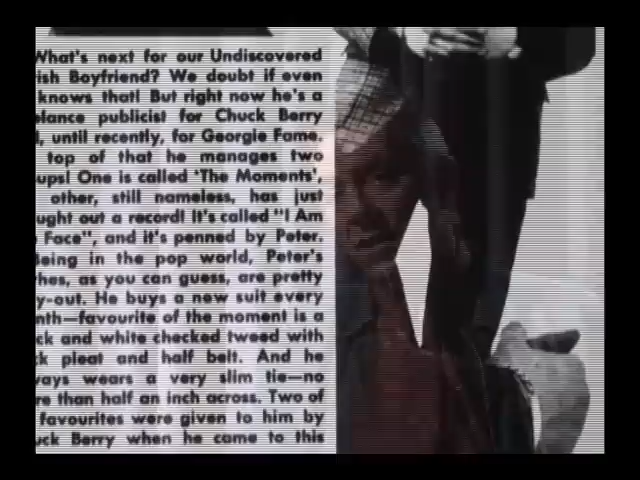 What's next for our Undiscovered
ish Boyfriend? We doubt if even
knows that! But right now he's a
elance publicist for Chuck Berry
, until recently, for Georgie Fame.
top of that he manages two
ups! One is called 'The Moments',
other, still nameless, has just
ught out a record! It's called "I Am
Face", and it's penned by Peter.
Being in the pop world, Peter's
hes, as you can guess, are pretty
y-out. He buys a new suit every
nth—favourite of the moment is a
ck and white checked tweed with
k pleat and half belt. And he
ways wears a very slim tie—no
re than half an inch across. Two of
favourites were given to him by
uck Berry when he came to this